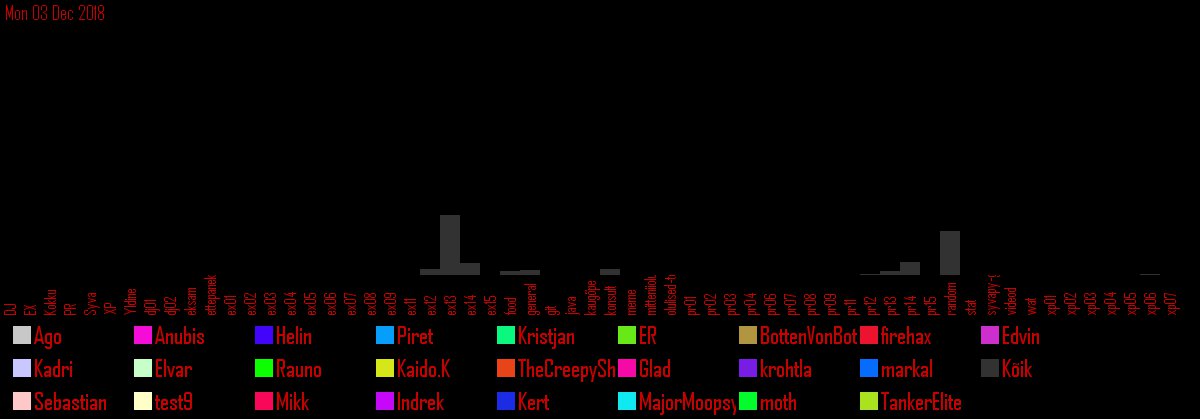 Mon 03 Dec 2018
DJ EX Kokku PR Syva XP Yldine dj01 dj02 eksam ettepanek ex01 ex02 ex03 ex04 ex05 ex06 ex07 ex08 ex09 ex11 ex12 ex13 ex14 ex15 food general git java kaugõpe konsult meme mitteriiol. olulised-h pr01 pr02 pr03 pr04 pr06 pr07 pr08 pr09 pr11 pr12 pr13 pr14 pr15 random stat videod wat xp01 xp02 xp03 xp04 xp05 xp06 xp07
Ago Anubis Helin Piret Kristjan ER BottenVonBot firehax Edvin
Kadri Elvar Rauno Kaido.K TheCreepySh Glad krohtla markal Kõik
Sebastian test9 Mikk Indrek Kert MajorMoopsy moth TankerElite